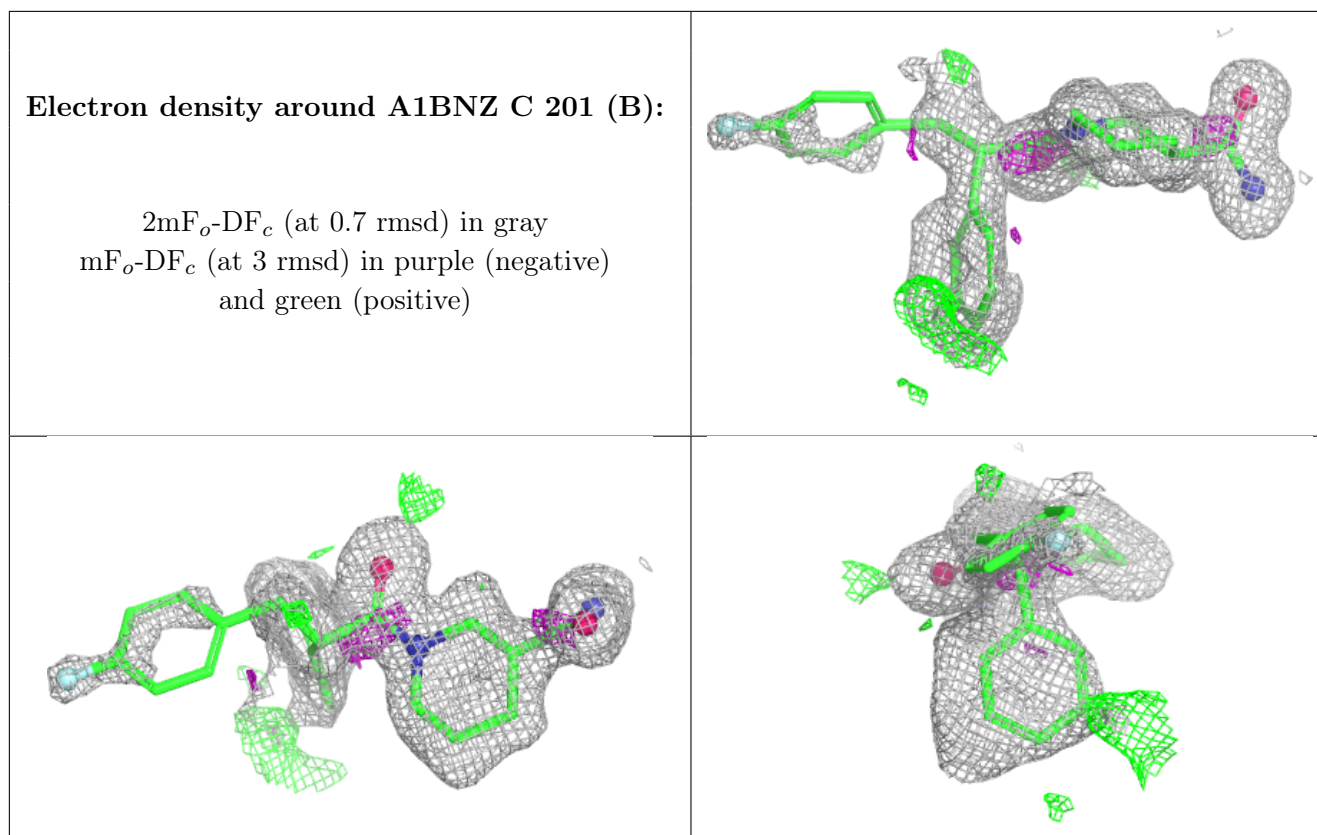 Electron density around A1BNZ C 201 (B):
2mFo-DFc (at 0.7 rmsd) in gray
mFo-DFc (at 3 rmsd) in purple (negative)
and green (positive)